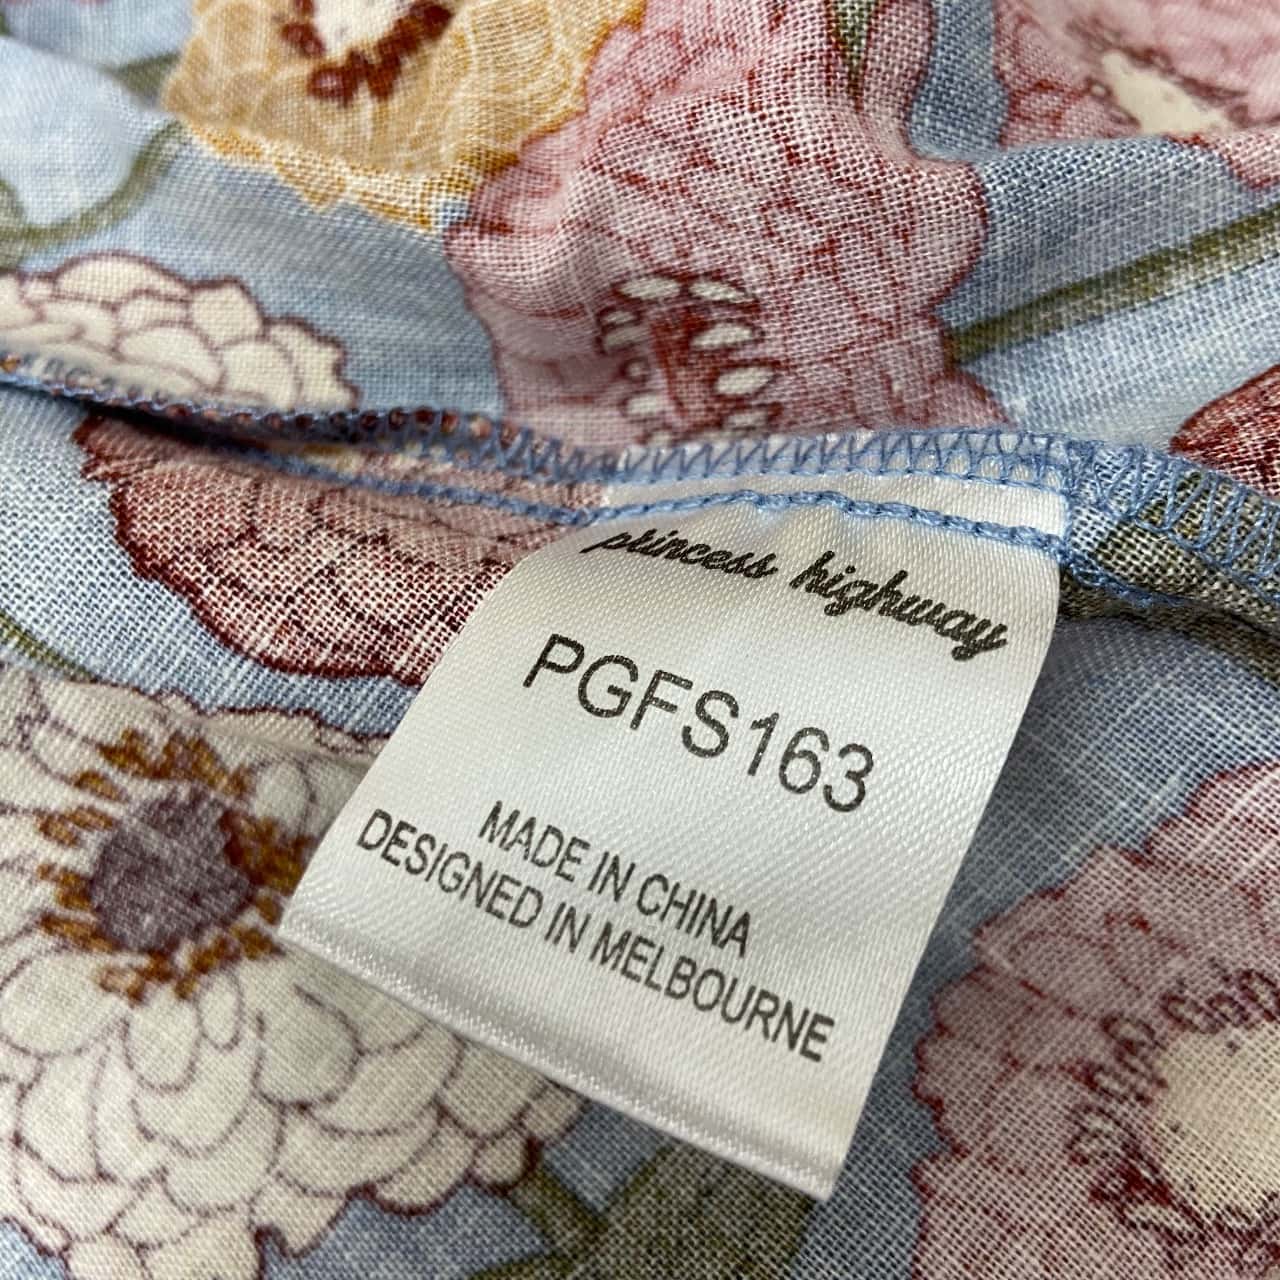 princess highway
PGFS163
MADE IN CHINA
DESIGNED IN MELBOURNE